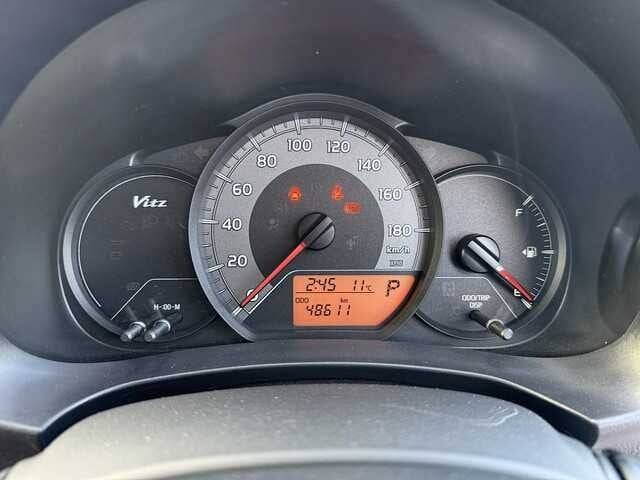 Vitz
H-:00-M
0
20
40
60
80
100
120
140
160
180
km/h
2:45 11°C P
ODO km
48611
F
E
ODO/TRIP
DISP